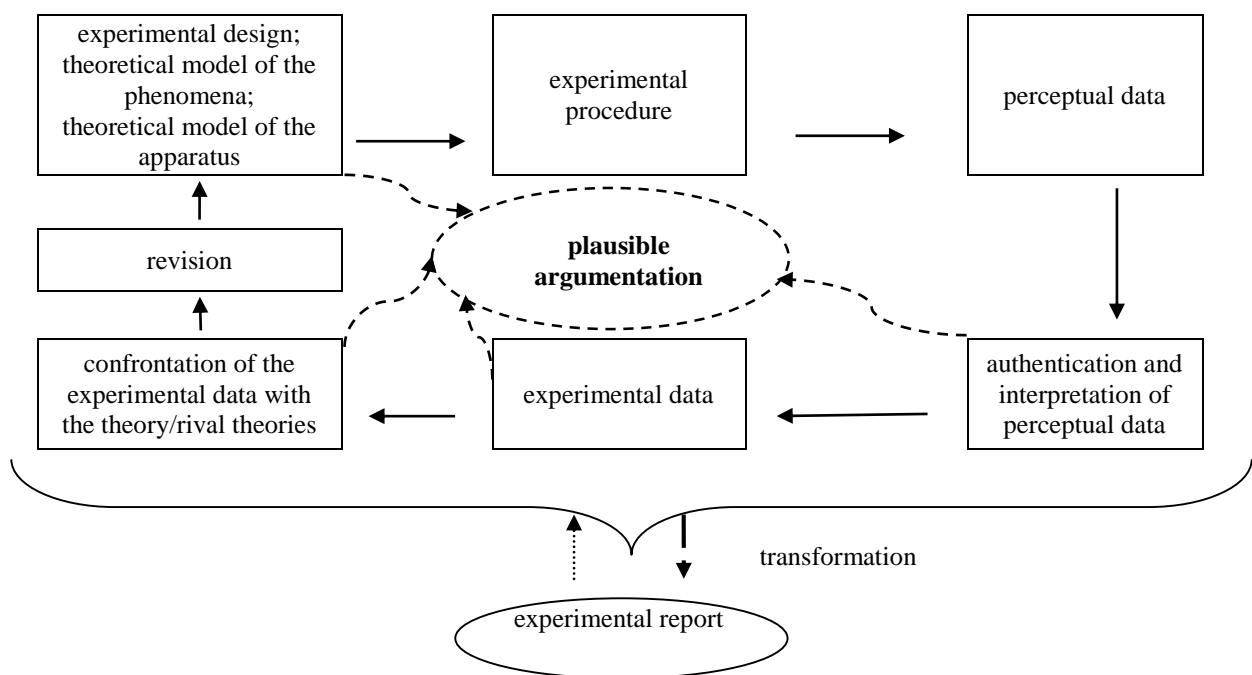 experimental design;
theoretical model of the
phenomena;
theoretical model of the
apparatus
experimental
procedure
perceptual data
revision
plausible
argumentation
confrontation of the
experimental data with
the theory/rival theories
experimental data
authentication and
interpretation of
perceptual data
transformation
experimental report